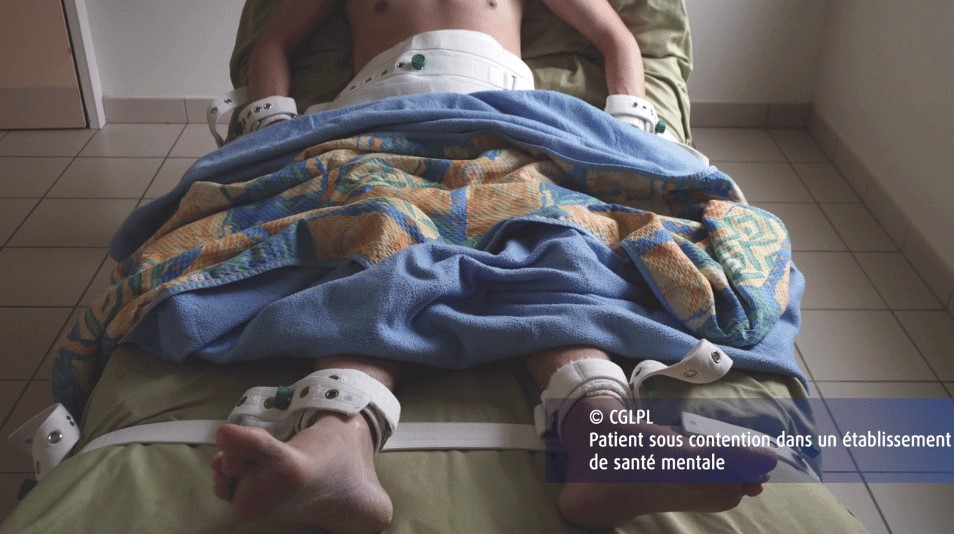 © CGLPL
Patient sous contention dans un établissement
de santé mentale